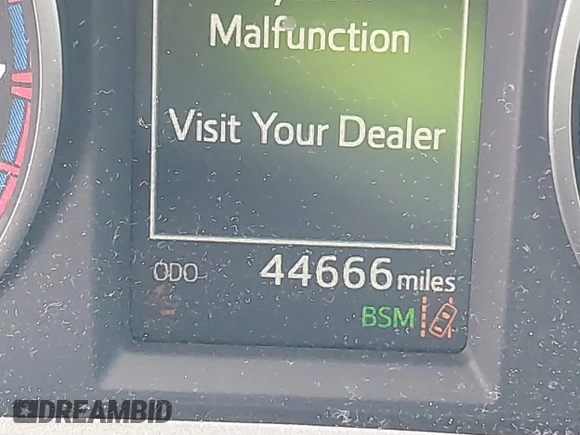 Malfunction
Visit Your Dealer
ODO 44666 miles
BSM
DREAMBID